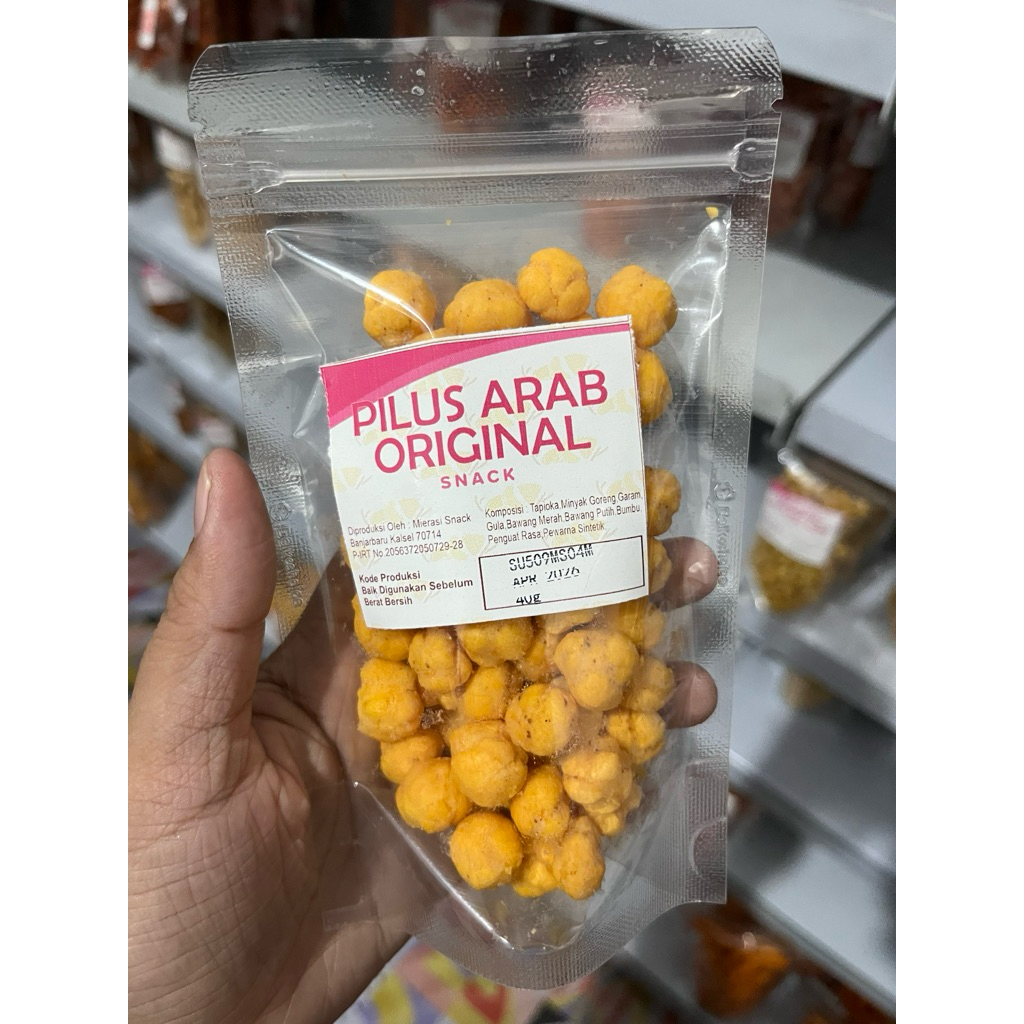 PILUS ARAB
ORIGINAL
SNACK
Diproduksi Oleh : Mierasi Snack
Banjarbaru Kalsel 70714
P-IRT No.2056372050729-28
Komposisi : Tapioka,Minyak Goreng,Garam,
Gula,Bawang Merah,Bawang Putih,Bumbu,
Penguat Rasa,Pewarna Sintetik
Kode Produksi
Baik Digunakan Sebelum
Berat Bersih
SU509MS04M
APR 2026
40g